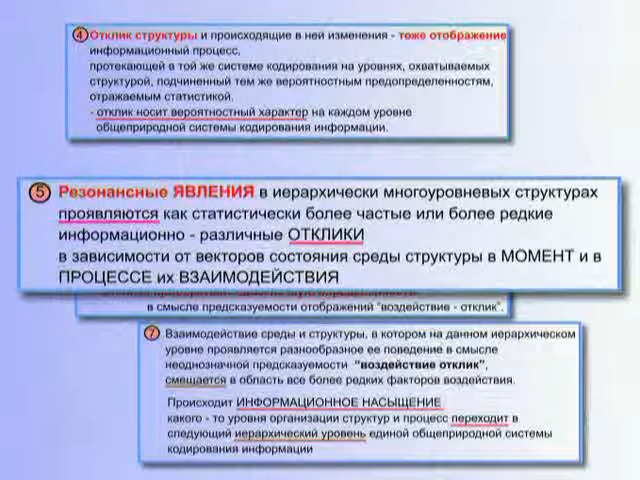 ④ Отклик структуры и происходящие в ней изменения - тоже отображение
информационный процесс,
протекающей в той же системе кодирования на уровнях, охватываемых
структурой, подчиненный тем же вероятностным предопределенностям,
отражаемым статистикой.
- отклик носит вероятностный характер на каждом уровне
общеприродной системы кодирования информации.
⑤ Резонансные ЯВЛЕНИЯ в иерархически многоуровневых структурах
проявляются как статистически более частые или более редкие
информационно - различные ОТКЛИКИ
в зависимости от векторов состояния среды структуры в МОМЕНТ и в
ПРОЦЕССЕ их ВЗАИМОДЕЙСТВИЯ
в смысле предсказуемости отображений "воздействие - отклик".
⑦ Взаимодействие среды и структуры, в котором на данном иерархическом
уровне проявляется разнообразное ее поведение в смысле
неоднозначной предсказуемости "воздействие отклик",
смещается в область все более редких факторов воздействия.
Происходит ИНФОРМАЦИОННОЕ НАСЫЩЕНИЕ
какого - то уровня организации структур и процесс переходит в
следующий иерархический уровень единой общеприродной системы
кодирования информации